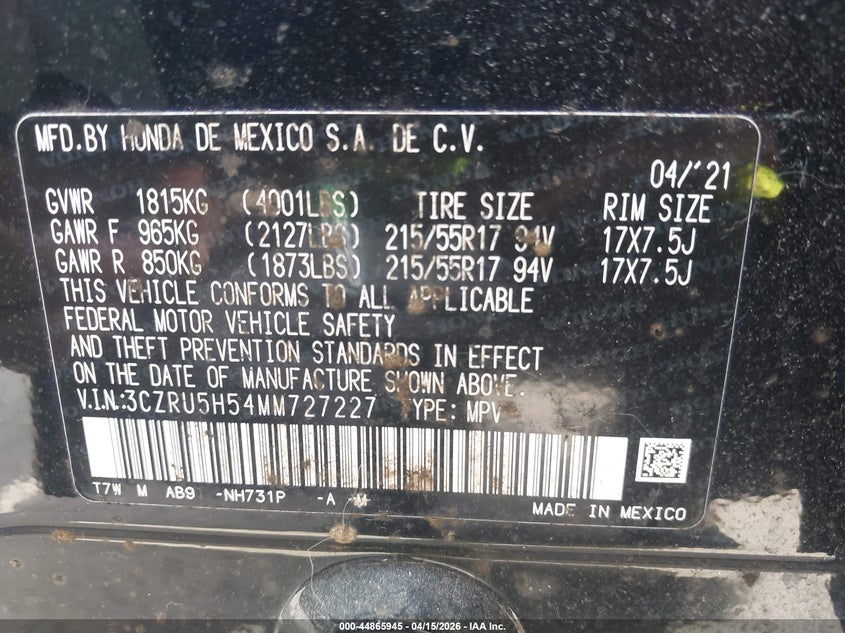 MFD.BY HONDA DE MEXICO S.A. DE C.V.
04/'21
GVWR 1815KG (4001LBS) TIRE SIZE RIM SIZE
GAWR F 965KG (2127LBS) 215/55R17 94V 17X7.5J
GAWR R 850KG (1873LBS) 215/55R17 94V 17X7.5J
THIS VEHICLE CONFORMS TO ALL APPLICABLE
FEDERAL MOTOR VEHICLE SAFETY
AND THEFT PREVENTION STANDARDS IN EFFECT
ON THE DATE OF MANUFACTURE SHOWN ABOVE.
V.I.N.:3CZRU5H54MM727227 TYPE: MPV
T7W M AB9 -NH731P -A M
MADE IN MEXICO
000-44865945 - 04/15/2026 - IAA Inc.